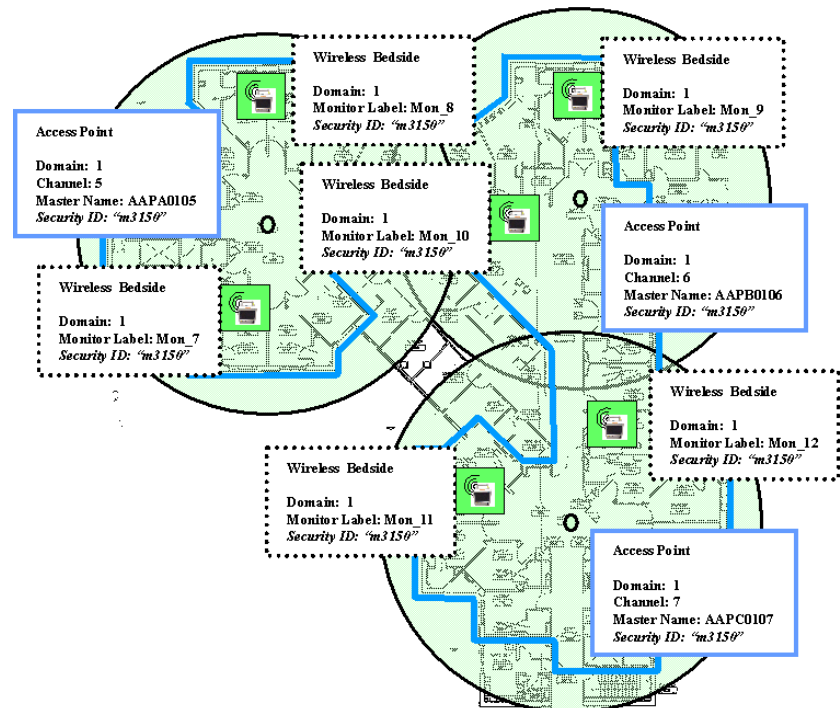 Wireless Bedside
Domain: 1
Monitor Label: Mon_8
Security ID: "m3150"
Wireless Bedside
Domain: 1
Monitor Label: Mon_9
Security ID: "m3150"
Access Point
Domain: 1
Channel: 5
Master Name: AAPA0105
Security ID: "m3150"
Wireless Bedside
Domain: 1
Monitor Label: Mon_10
Security ID: "m3150"
Access Point
Domain: 1
Channel: 6
Master Name: AAPB0106
Security ID: "m3150"
Wireless Bedside
Domain: 1
Monitor Label: Mon_7
Security ID: "m3150"
Wireless Bedside
Domain: 1
Monitor Label: Mon_12
Security ID: "m3150"
Wireless Bedside
Domain: 1
Monitor Label: Mon_11
Security ID: "m3150"
Access Point
Domain: 1
Channel: 7
Master Name: AAPC0107
Security ID: "m3150"